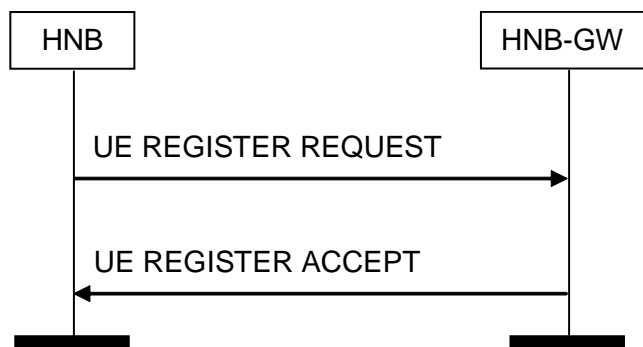 HNB
HNB-GW
UE REGISTER REQUEST
UE REGISTER ACCEPT